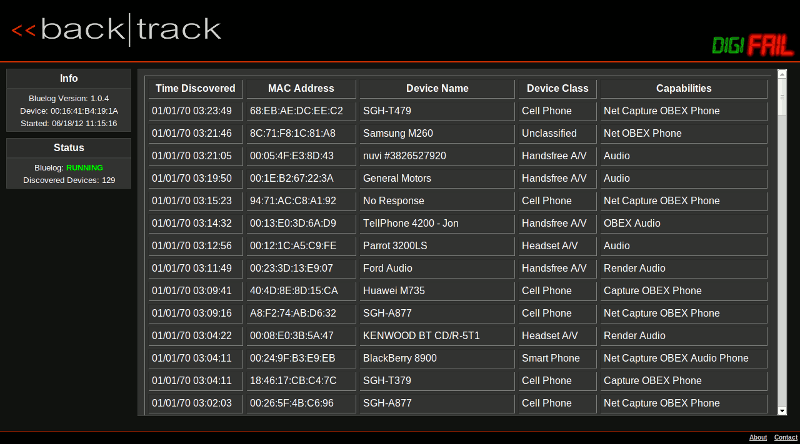 <<back|track
DIGI FAIL
Info
Bluelog Version: 1.0.4
Device: 00:16:41:B4:19:1A
Started: 06/18/12 11:15:16
Status
Bluelog: RUNNING
Discovered Devices: 129
Time Discovered MAC Address Device Name Device Class Capabilities
01/01/70 03:23:49 68:EB:AE:DC:EE:C2 SGH-T479 Cell Phone Net Capture OBEX Phone
01/01/70 03:21:46 8C:71:F8:1C:81:A8 Samsung M260 Unclassified Net OBEX Phone
01/01/70 03:21:05 00:05:4F:E3:8D:43 nuvi #3826527920 Handsfree A/V Audio
01/01/70 03:19:50 00:1E:B2:67:22:3A General Motors Handsfree A/V Audio
01/01/70 03:15:23 94:71:AC:C8:A1:92 No Response Cell Phone Net Capture OBEX Phone
01/01/70 03:14:32 00:13:E0:3D:6A:D9 TellPhone 4200 - Jon Handsfree A/V OBEX Audio
01/01/70 03:12:56 00:12:1C:A5:C9:FE Parrot 3200LS Headset A/V Audio
01/01/70 03:11:49 00:23:3D:13:E9:07 Ford Audio Handsfree A/V Render Audio
01/01/70 03:09:41 40:4D:8E:8D:15:CA Huawei M735 Cell Phone Capture OBEX Phone
01/01/70 03:09:16 A8:F2:74:AB:D6:32 SGH-A877 Cell Phone Net Capture OBEX Phone
01/01/70 03:04:22 00:08:E0:3B:5A:47 KENWOOD BT CD/R-5T1 Headset A/V Render Audio
01/01/70 03:04:11 00:24:9F:B3:E9:EB BlackBerry 8900 Smart Phone Net Capture OBEX Audio Phone
01/01/70 03:04:11 18:46:17:CB:C4:7C SGH-T379 Cell Phone Capture OBEX Phone
01/01/70 03:02:03 00:26:5F:4B:C6:96 SGH-A877 Cell Phone Net Capture OBEX Phone
About Contact